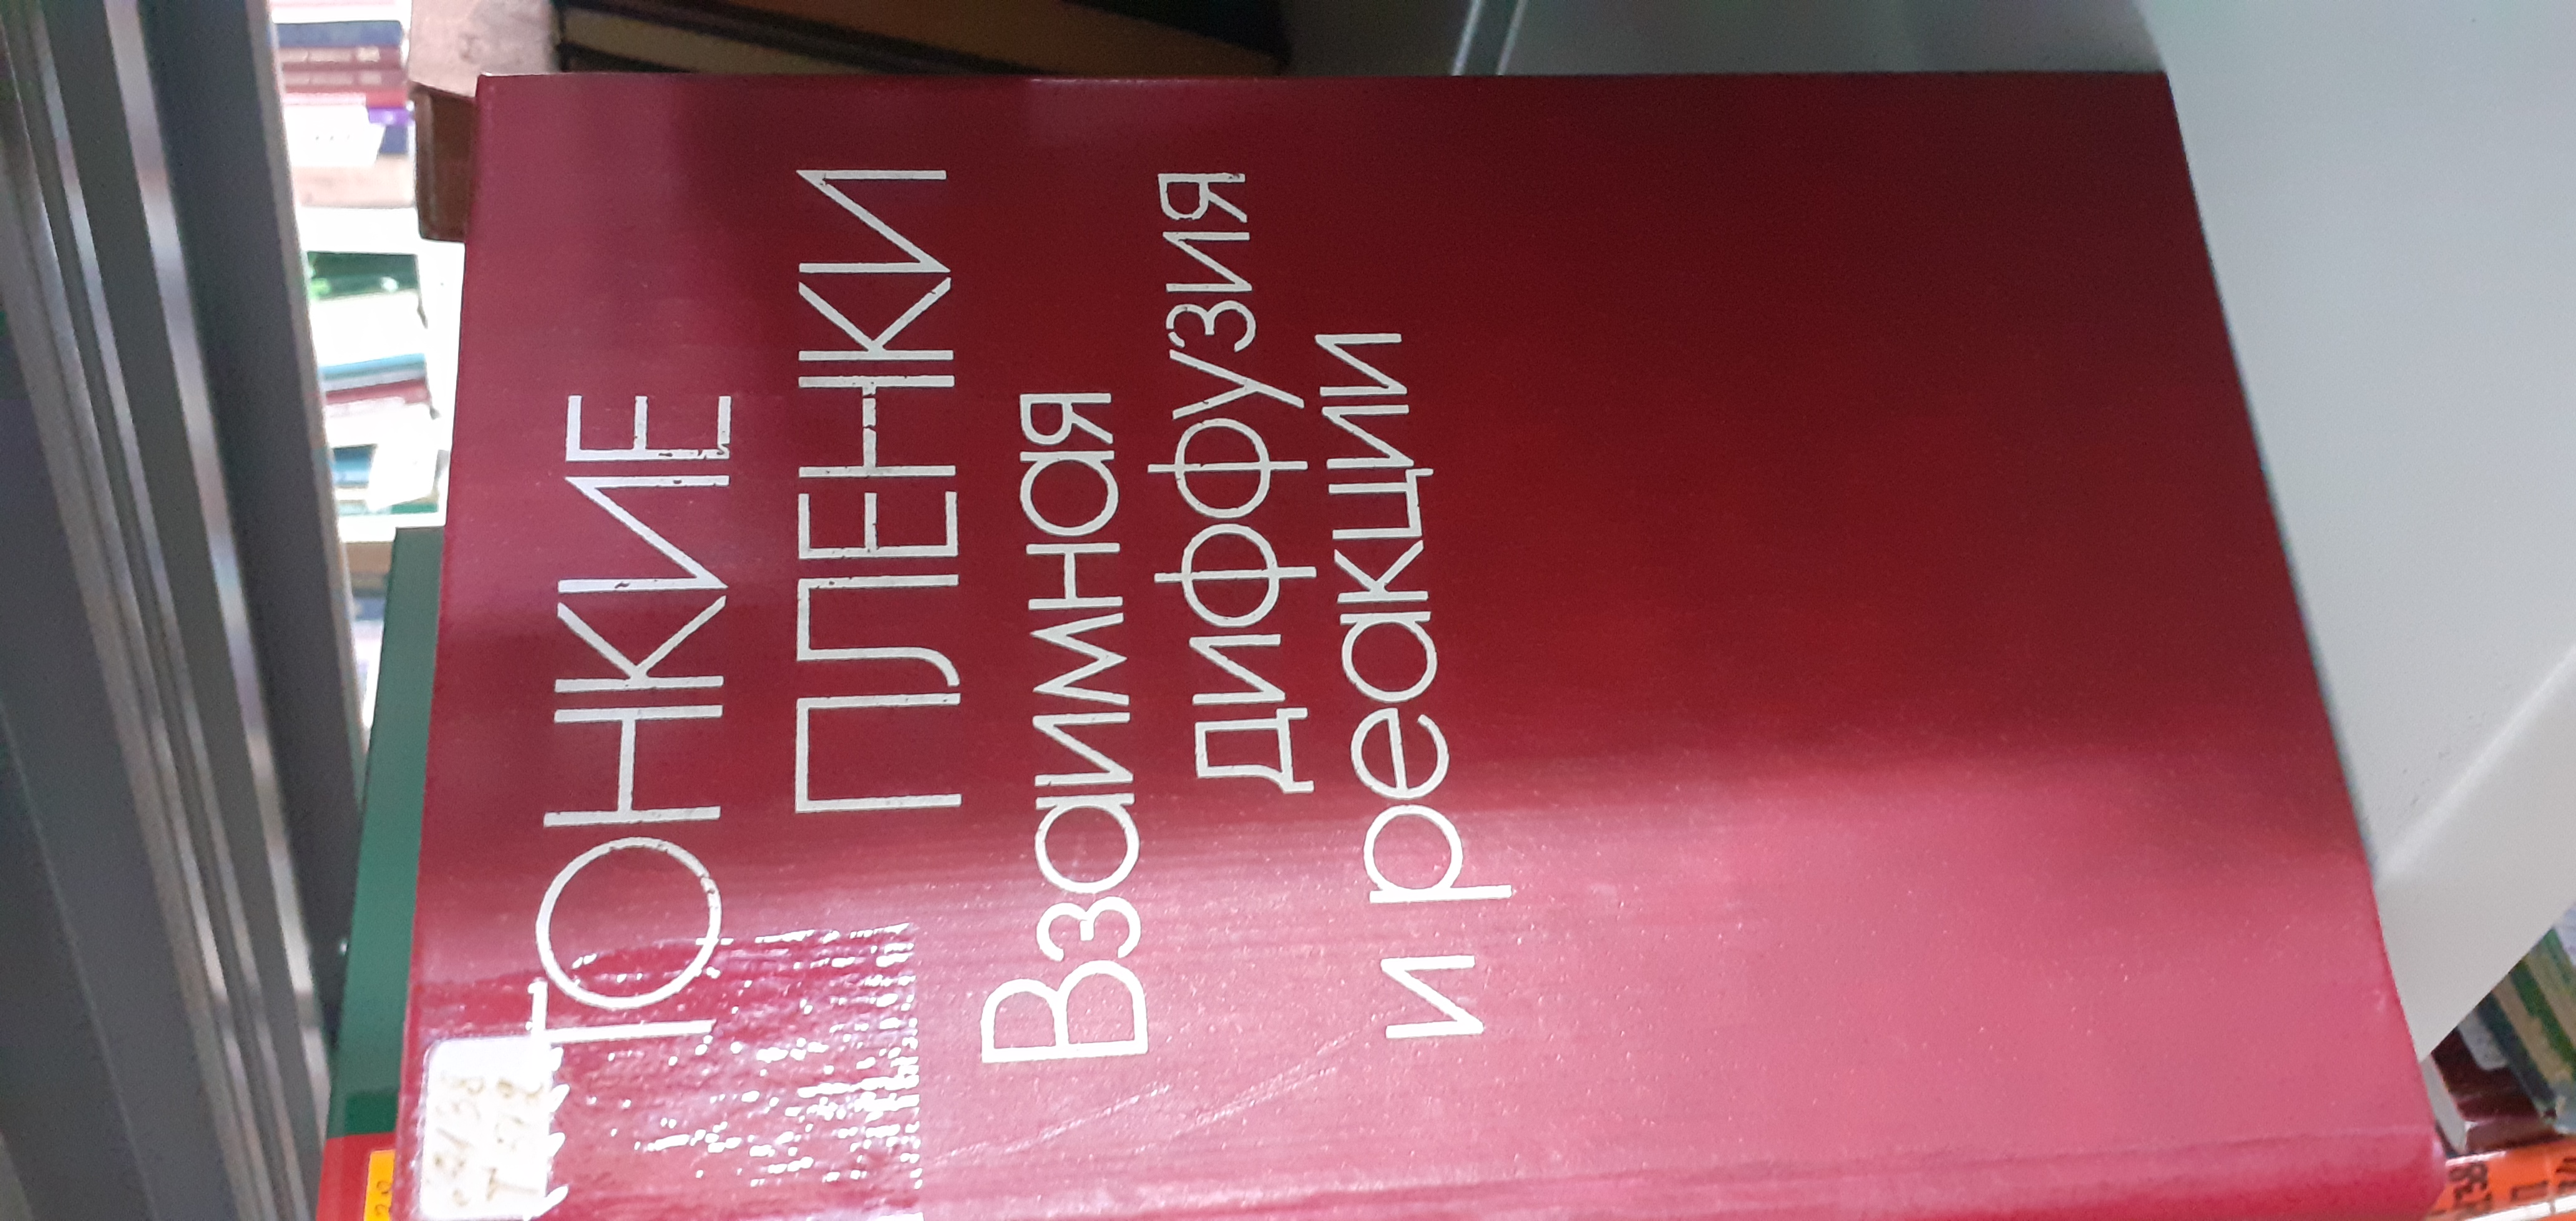 ТОНКИЕ
ПЛЕНКИ
Взаимная
диффузия
и реакции